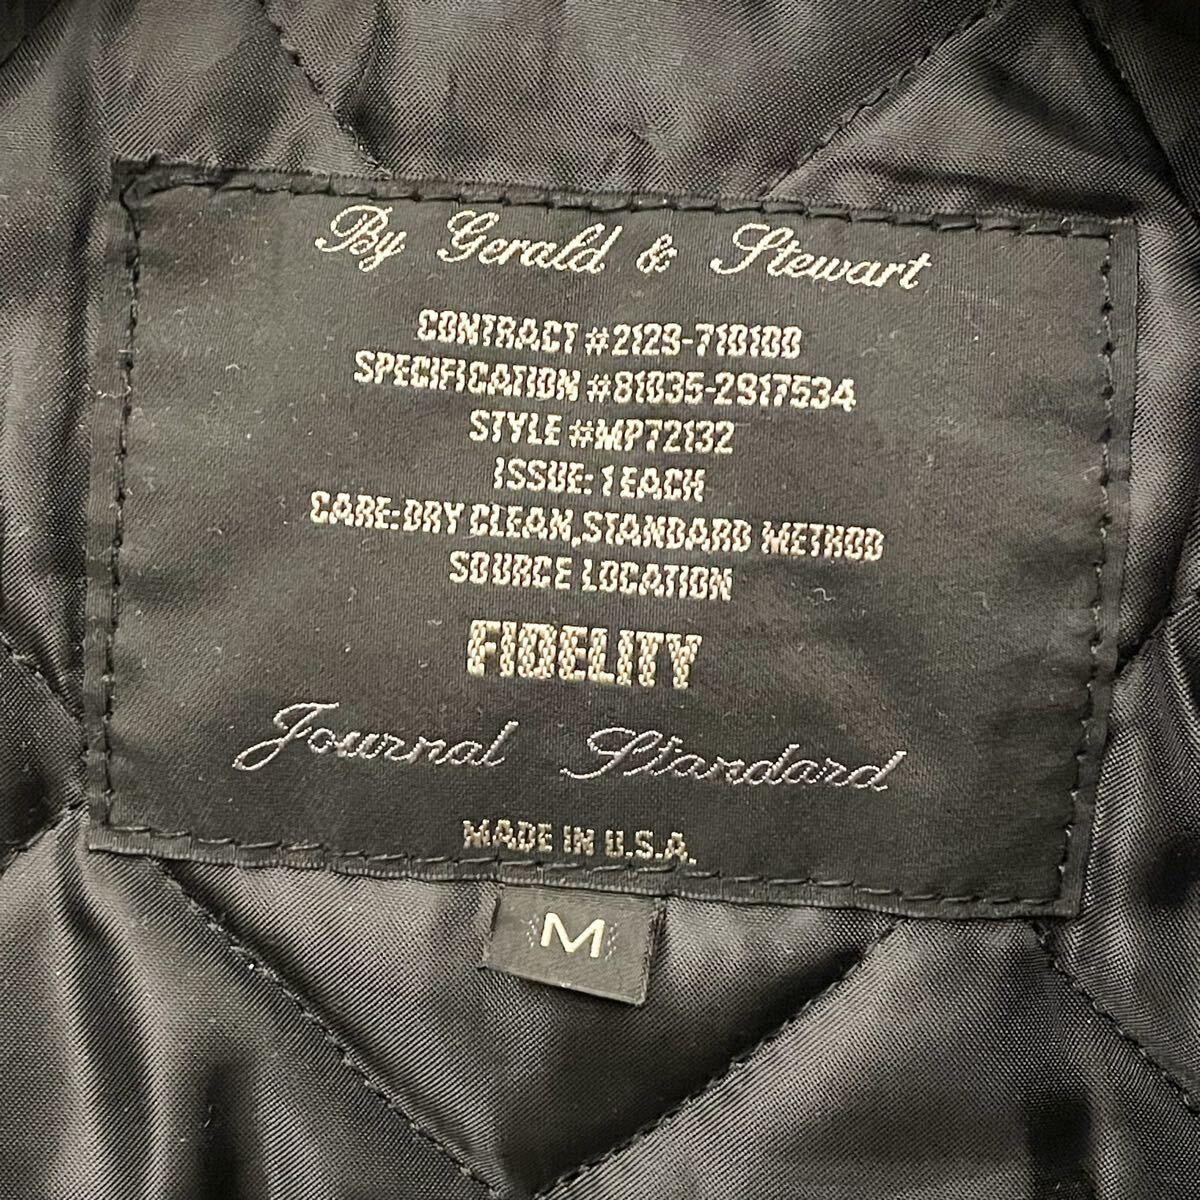 By Gerald & Stewart
CONTRACT #2129-710100
SPECIFICATION #81035-2917534
STYLE #MP72132
ISSUE: 1 EACH
CARE: DRY CLEAN, STANDARD METHOD
SOURCE LOCATION
FIDELITY
Journal Standard
MADE IN U.S.A.
M